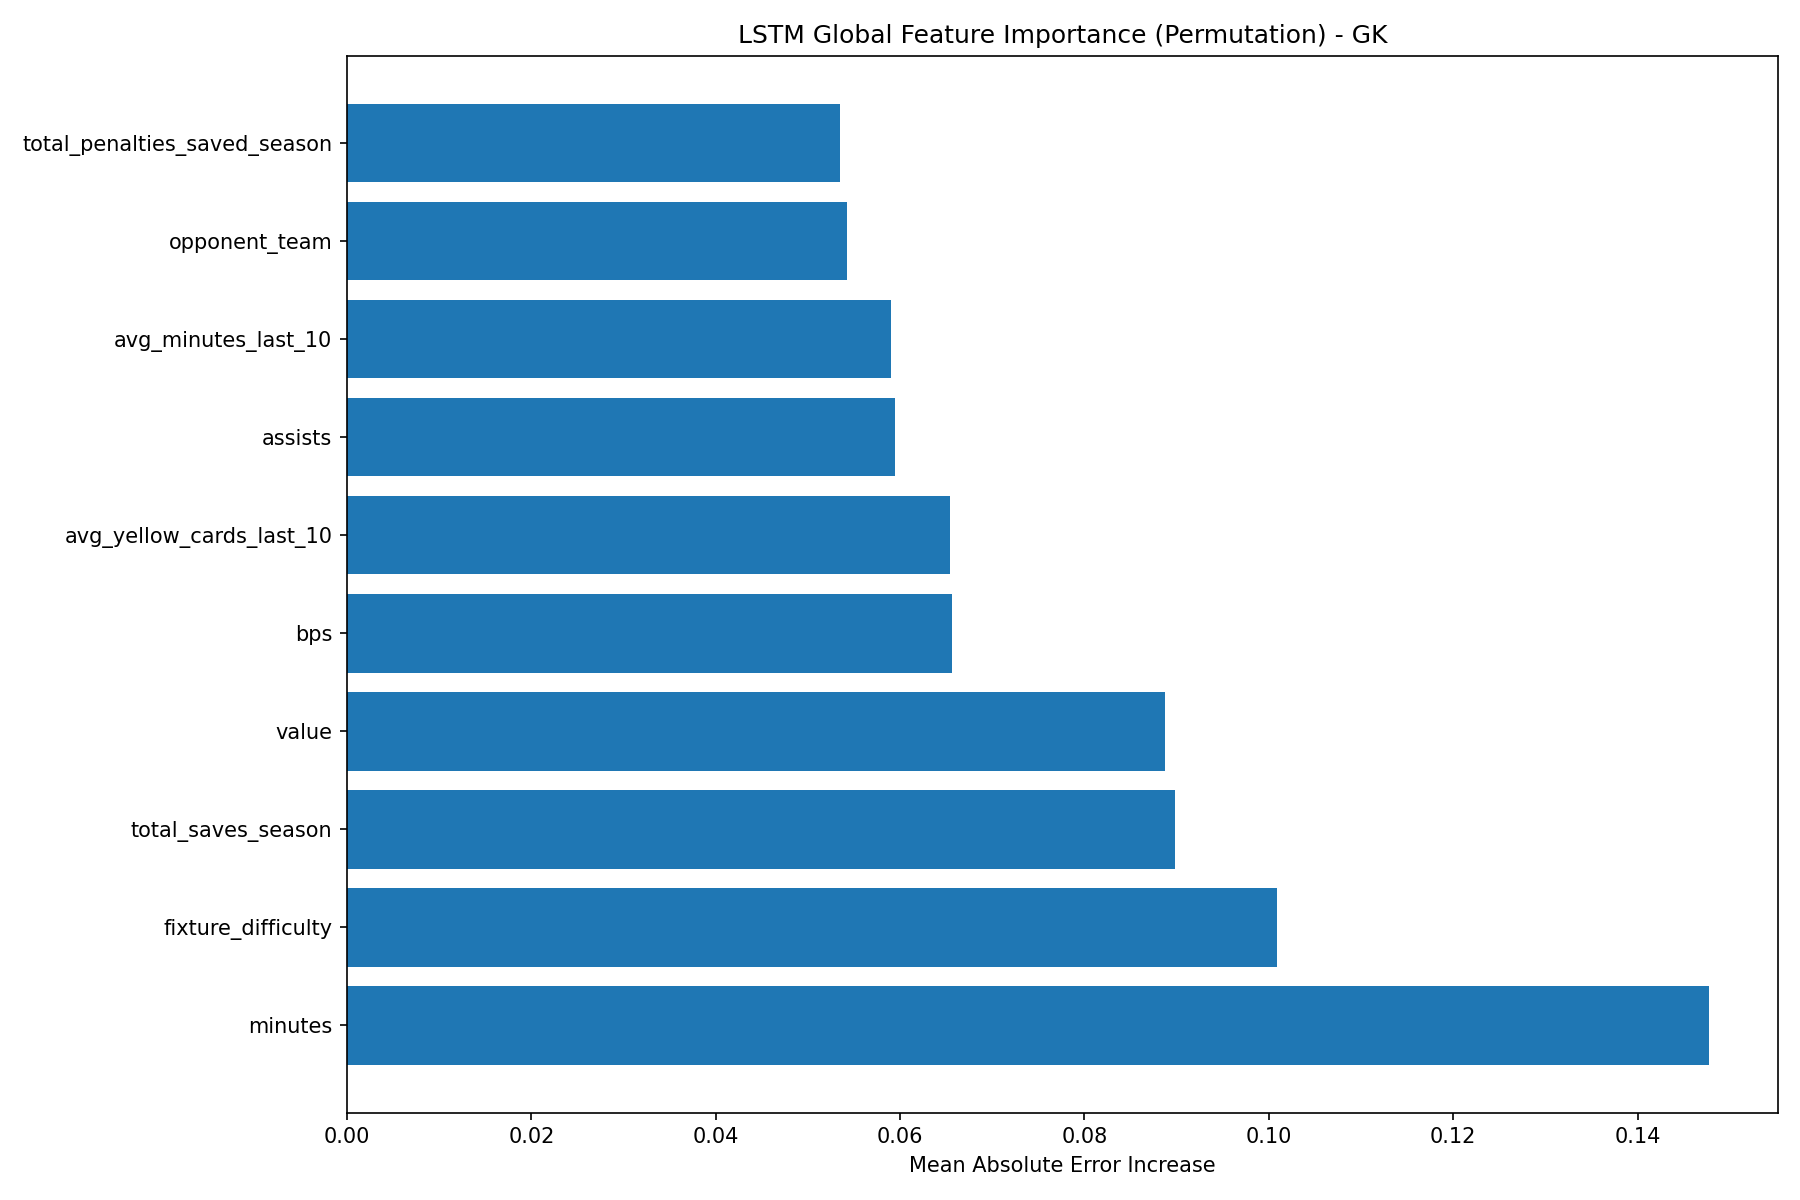 LSTM Global Feature Importance (Permutation) - GK
total_penalties_saved_season
opponent_team
avg_minutes_last_10
assists
avg_yellow_cards_last_10
bps
value
total_saves_season
fixture_difficulty
minutes
0.00 0.02 0.04 0.06 0.08 0.10 0.12 0.14
Mean Absolute Error Increase